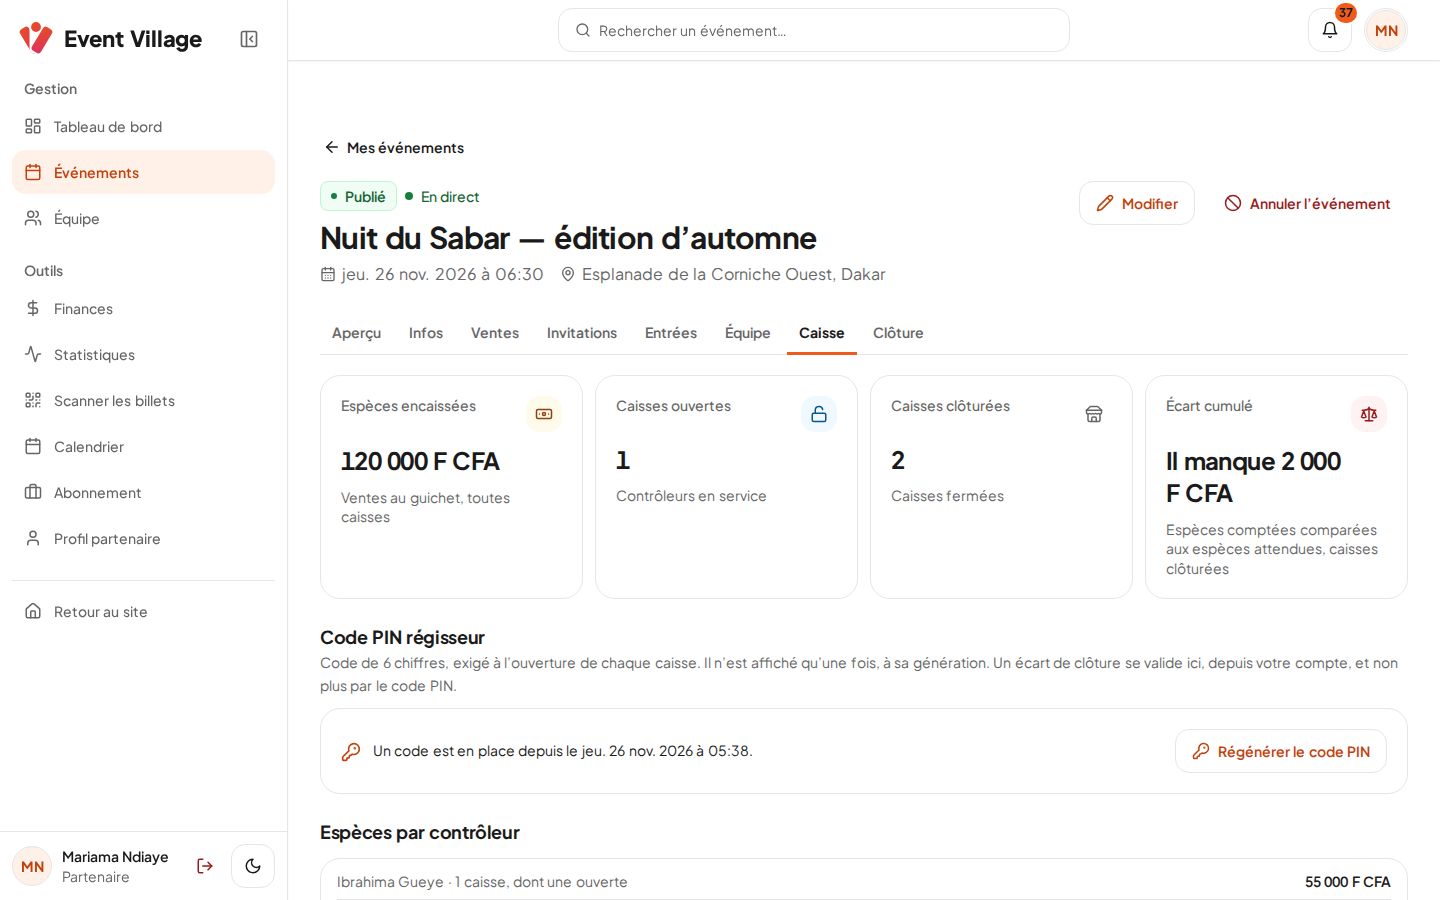 Event Village
Gestion
Tableau de bord
Événements
Équipe
Outils
Finances
Statistiques
Scanner les billets
Calendrier
Abonnement
Profil partenaire
Retour au site
MN
Mariama Ndiaye
Partenaire
Rechercher un événement…
37
MN
Mes événements
Publié
En direct
Modifier
Annuler l’événement
Nuit du Sabar — édition d’automne
jeu. 26 nov. 2026 à 06:30
Esplanade de la Corniche Ouest, Dakar
Aperçu
Infos
Ventes
Invitations
Entrées
Équipe
Caisse
Clôture
Espèces encaissées
120 000 F CFA
Ventes au guichet, toutes
caisses
Caisses ouvertes
1
Contrôleurs en service
Caisses clôturées
2
Caisses fermées
Écart cumulé
Il manque 2 000
F CFA
Espèces comptées comparées
aux espèces attendues, caisses
clôturées
Code PIN régisseur
Code de 6 chiffres, exigé à l’ouverture de chaque caisse. Il n’est affiché qu’une fois, à sa génération. Un écart de clôture se valide ici, depuis votre compte, et non
plus par le code PIN.
Un code est en place depuis le jeu. 26 nov. 2026 à 05:38.
Régénérer le code PIN
Espèces par contrôleur
Ibrahima Gueye · 1 caisse, dont une ouverte
55 000 F CFA